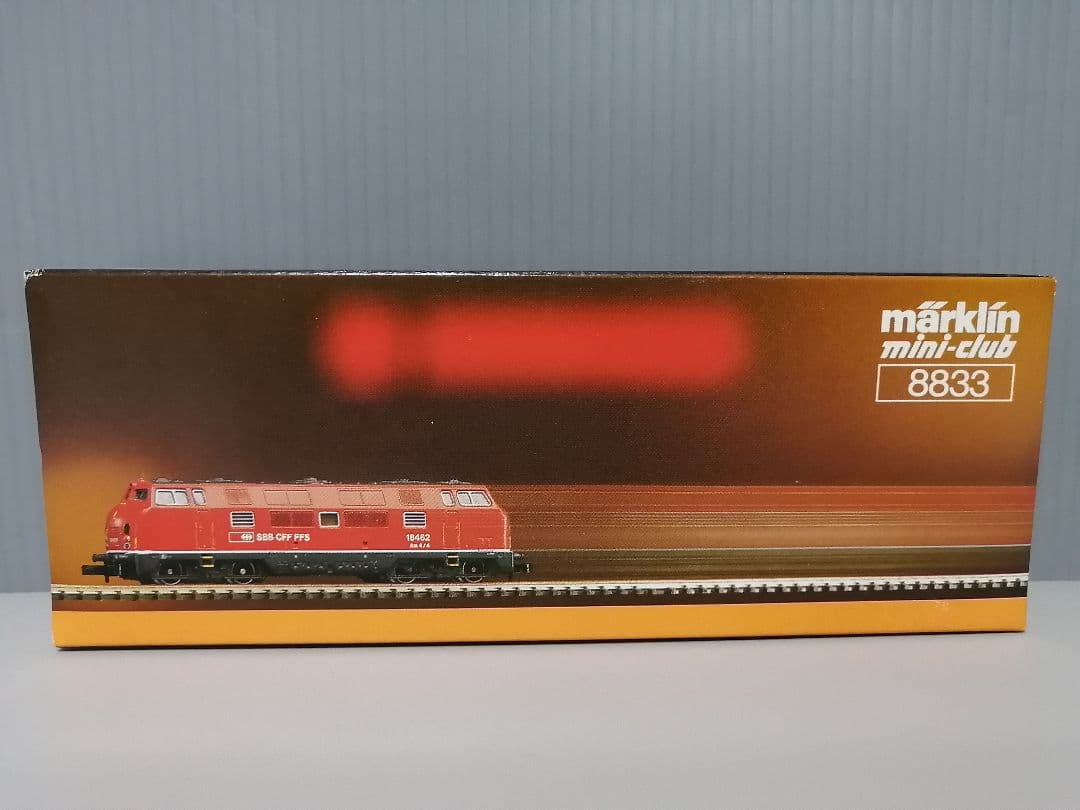 märklin
mini-club
8833
SBB CFF FFS
18462
Am 4/4